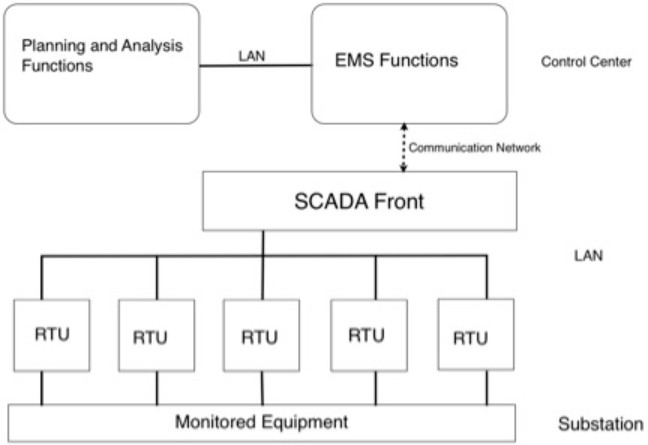 Planning and Analysis
Functions
LAN
EMS Functions
Control Center
Communication Network
SCADA Front
LAN
RTU
RTU
RTU
RTU
RTU
Monitored Equipment
Substation